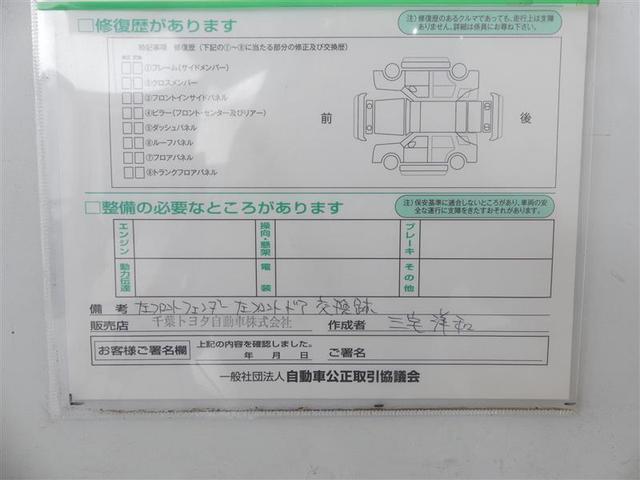 □修復歴があります
注）修復歴のあるクルマであっても、走行上は支障ありません。詳細は係員にお尋ね下さい。
特記事項 修復歴（下記の①～⑧に当たる部分の修正及び交換歴）
①フレーム（サイドメンバー）
②クロスメンバー
③フロントインサイドパネル
④ピラー（フロント・センター及びリアー）
⑤ダッシュパネル
⑥ルーフパネル
⑦フロアパネル
⑧トランクフロアパネル
前
後
□整備の必要なところがあります
注）保安基準に適合しないところがあり、車両の安全な運行に支障をきたすおそれがあります。
エンジン
操向・懸架
ブレーキ
動力伝達
電装
その他
備考 左フロントフェンダー 左フロントドア 交換跡
販売店 千葉トヨタ自動車株式会社 作成者 三宅洋和
お客様ご署名欄
上記の内容を確認しました。
年 月 日 ご署名
一般社団法人 自動車公正取引協議会